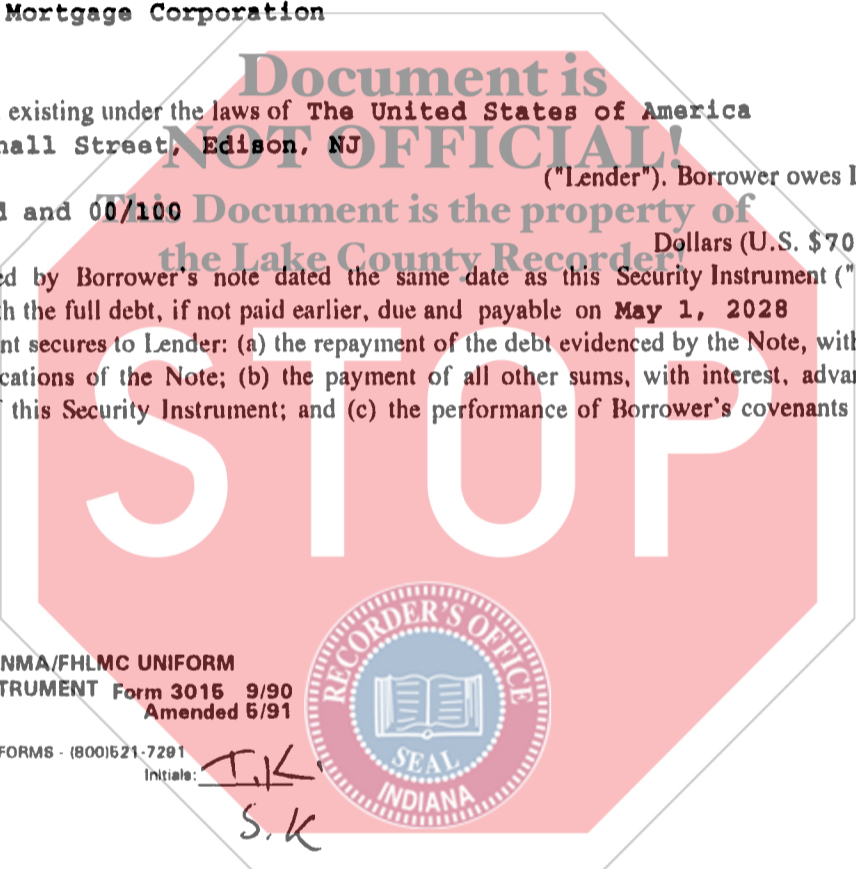 Mortgage Corporation
Document is
existing under the laws of The United States of America
NOT OFFICIAL!
hall Street, Edison, NJ
("Lender"). Borrower owes L
and 00/100
This Document is the property of
Dollars (U.S. $70
the Lake County Recorder!
ed by Borrower's note dated the same date as this Security Instrument ("
h the full debt, if not paid earlier, due and payable on May 1, 2028
nt secures to Lender: (a) the repayment of the debt evidenced by the Note, with
cations of the Note; (b) the payment of all other sums, with interest, advan
this Security Instrument; and (c) the performance of Borrower's covenants
STOP
NMA/FHLMC UNIFORM
TRUMENT Form 3015 9/90
Amended 5/91
FORMS - (800)521-7291
Initials: T.K.
S.K
RECORDER'S OFFICE
SEAL
INDIANA